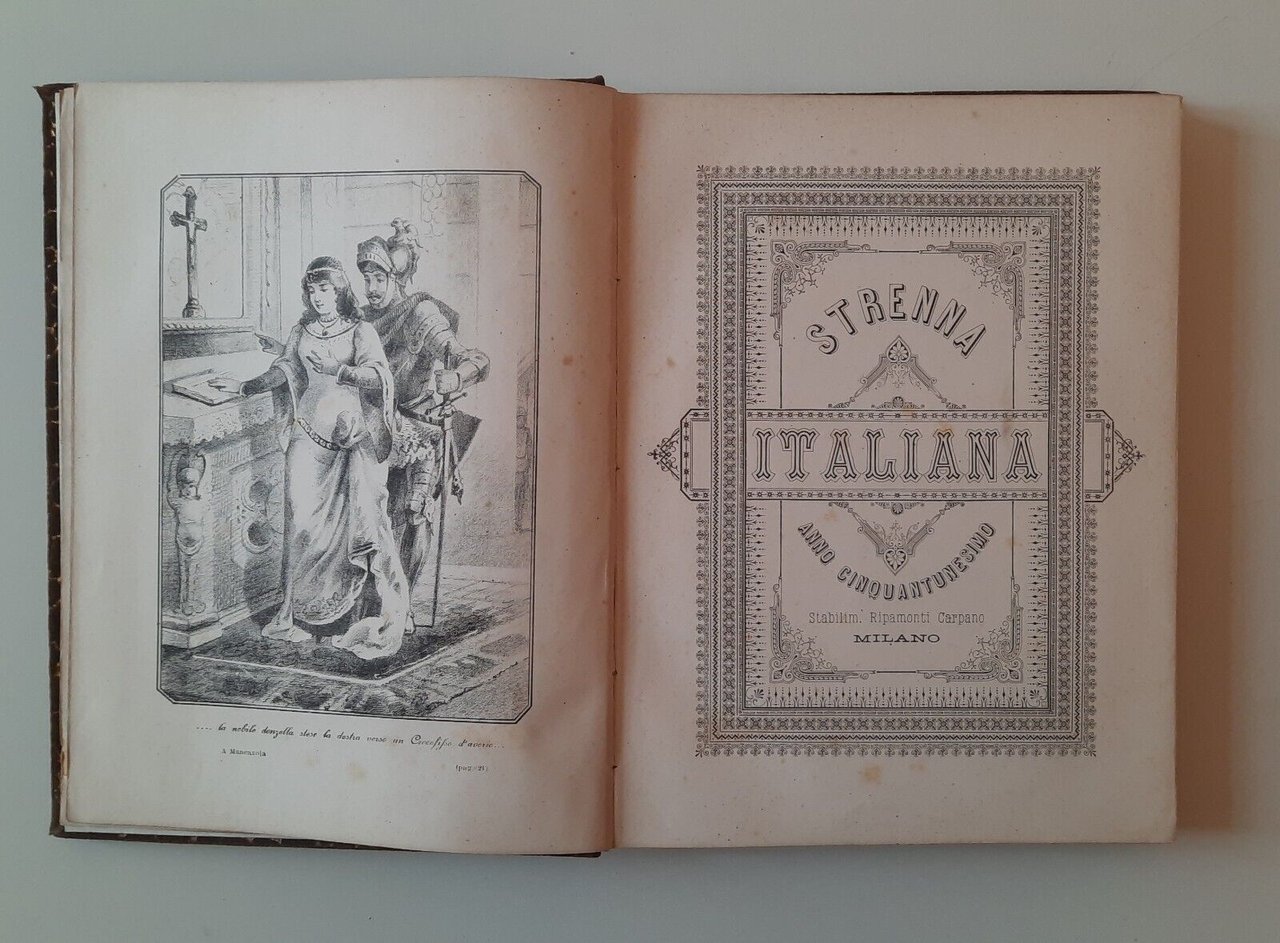 .... la nobile donzella stese la destra verso un Crocefisso d'avorio...
A Mancastropa
(pag. 21)
STRENNA
ITALIANA
ANNO CINQUANTUNESIMO
Stabilim. Ripamonti Carpano
MILANO